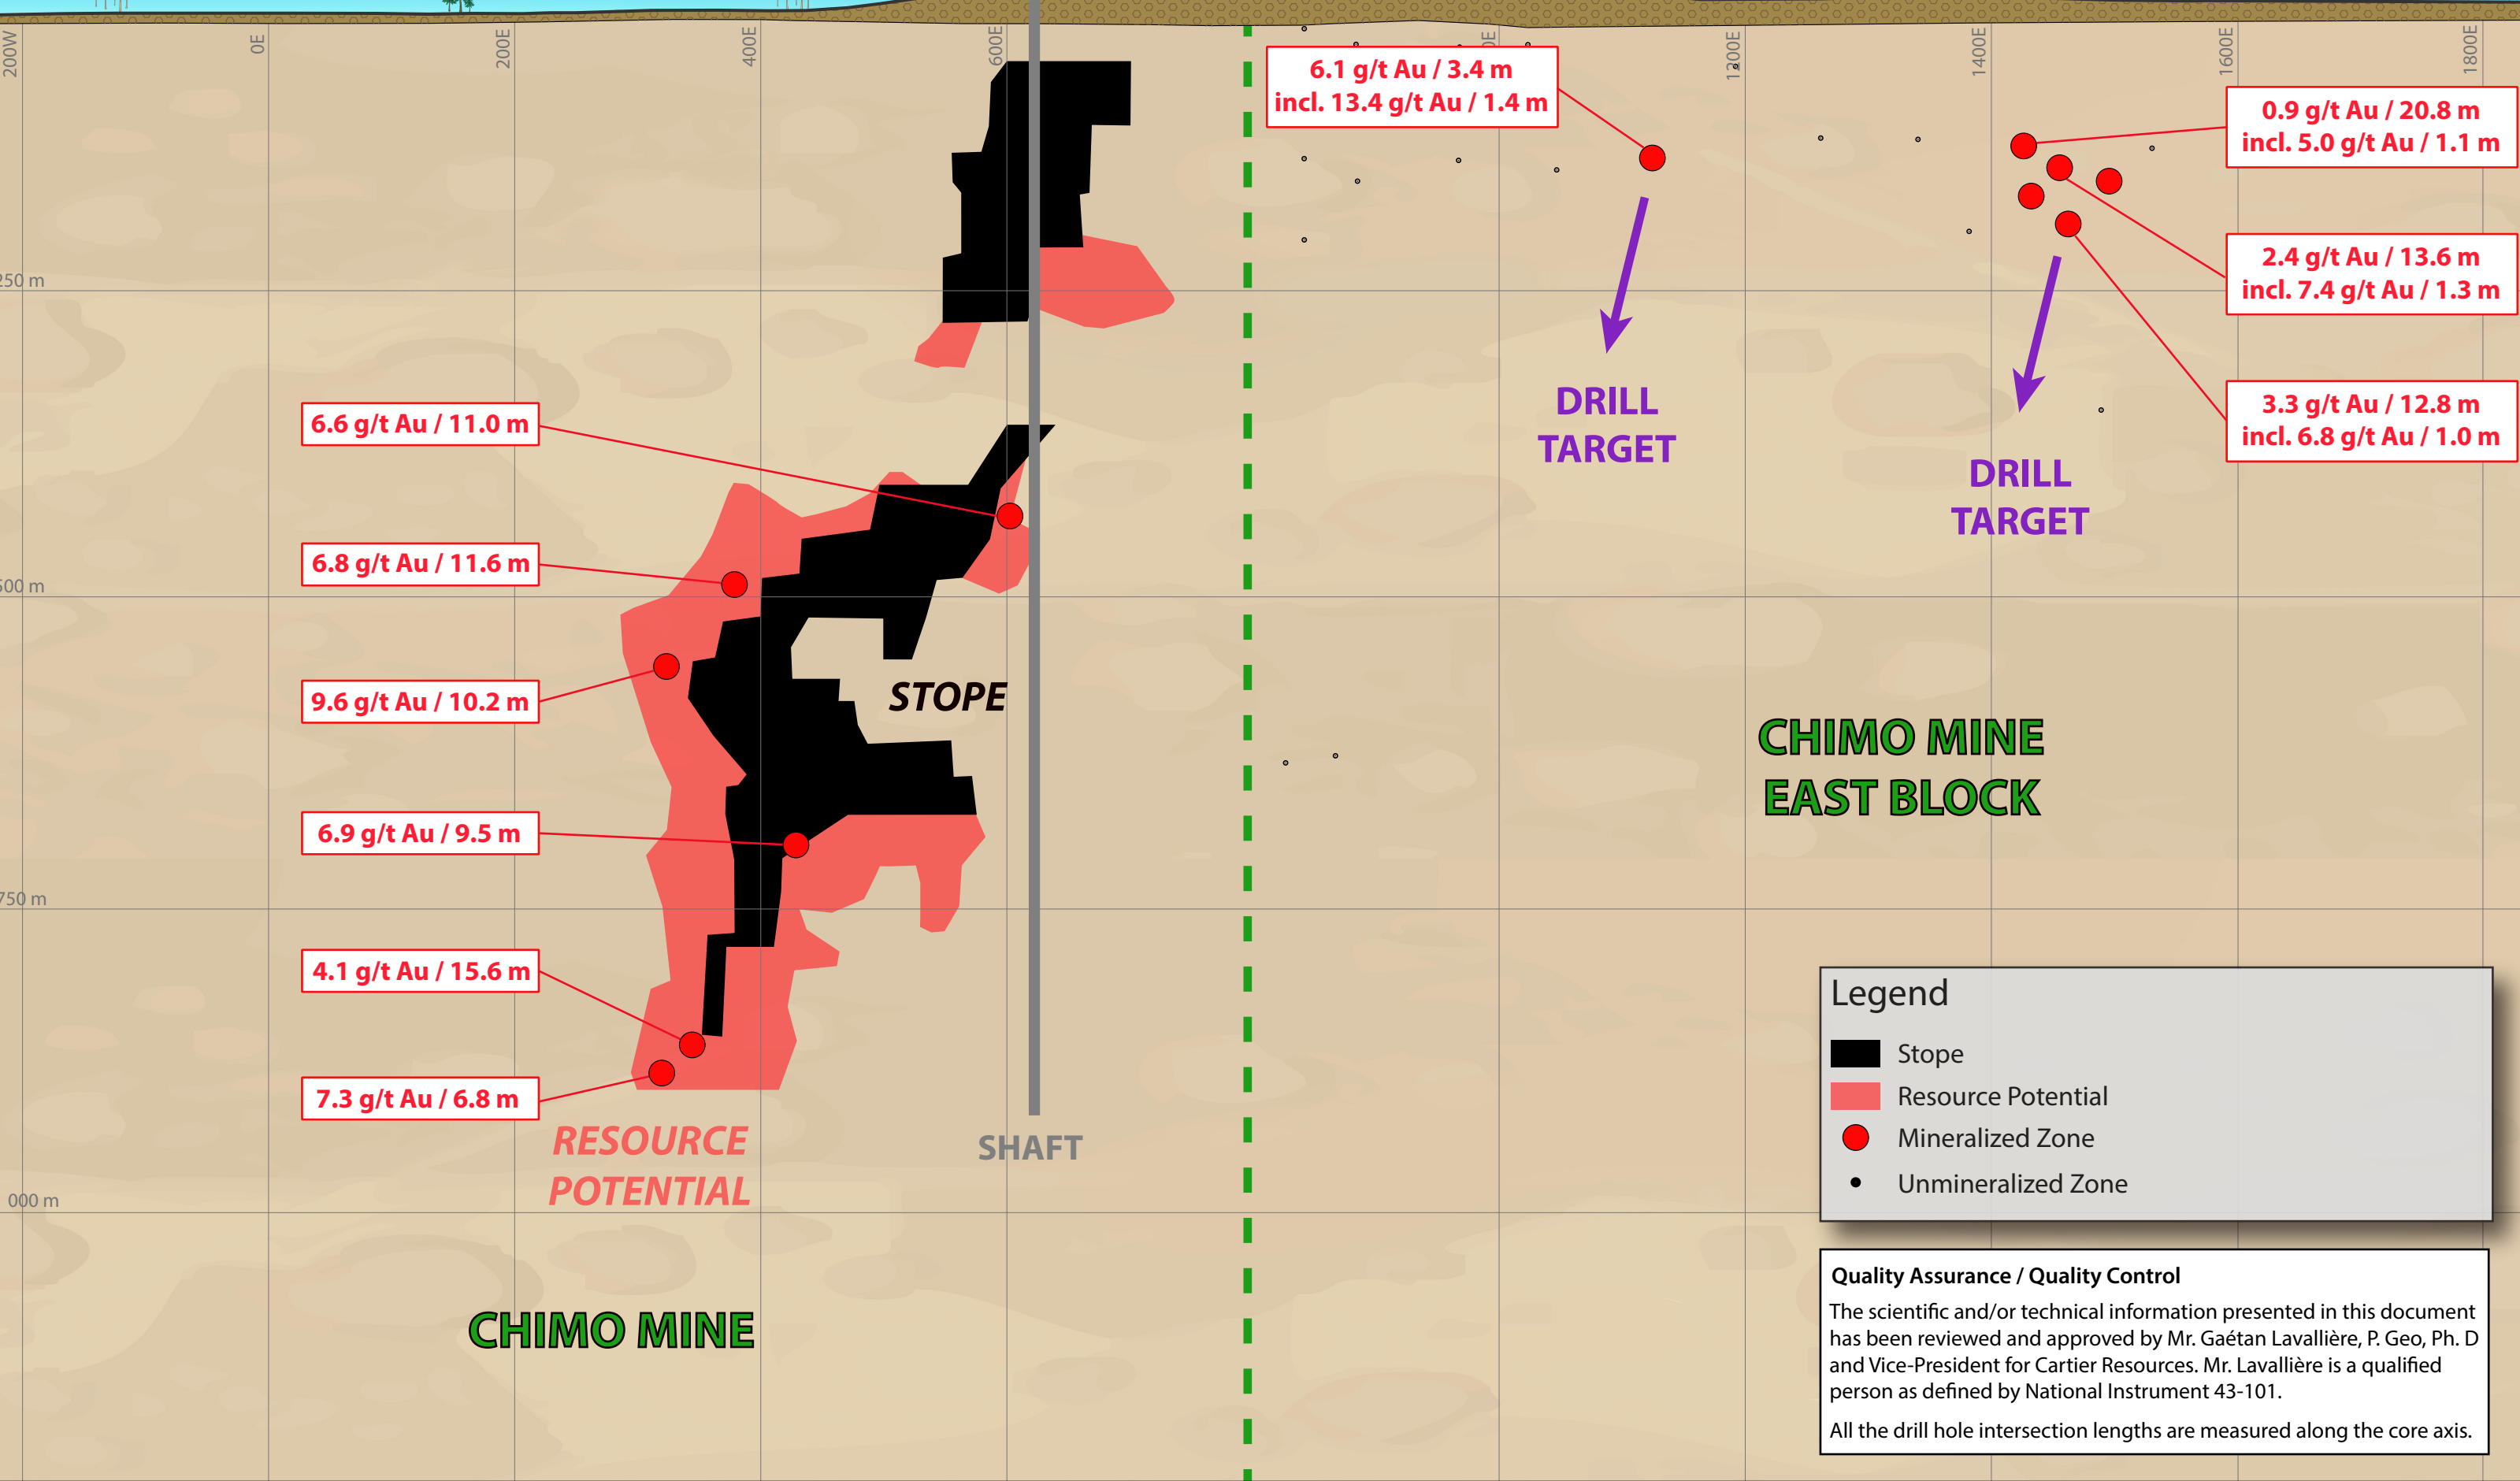 200W
0E
200E
400E
600E
0E
1200E
1400E
1600E
1800E
6.1 g/t Au / 3.4 m
incl. 13.4 g/t Au / 1.4 m
0.9 g/t Au / 20.8 m
incl. 5.0 g/t Au / 1.1 m
2.4 g/t Au / 13.6 m
incl. 7.4 g/t Au / 1.3 m
250 m
3.3 g/t Au / 12.8 m
incl. 6.8 g/t Au / 1.0 m
DRILL
TARGET
DRILL
TARGET
6.6 g/t Au / 11.0 m
6.8 g/t Au / 11.6 m
500 m
9.6 g/t Au / 10.2 m
STOPE
CHIMO MINE
EAST BLOCK
6.9 g/t Au / 9.5 m
750 m
4.1 g/t Au / 15.6 m
7.3 g/t Au / 6.8 m
RESOURCE
POTENTIAL
SHAFT
000 m
CHIMO MINE
Legend
Stope
Resource Potential
Mineralized Zone
Unmineralized Zone
Quality Assurance / Quality Control
The scientific and/or technical information presented in this document
has been reviewed and approved by Mr. Gaétan Lavallière, P. Geo, Ph. D
and Vice-President for Cartier Resources. Mr. Lavallière is a qualified
person as defined by National Instrument 43-101.
All the drill hole intersection lengths are measured along the core axis.